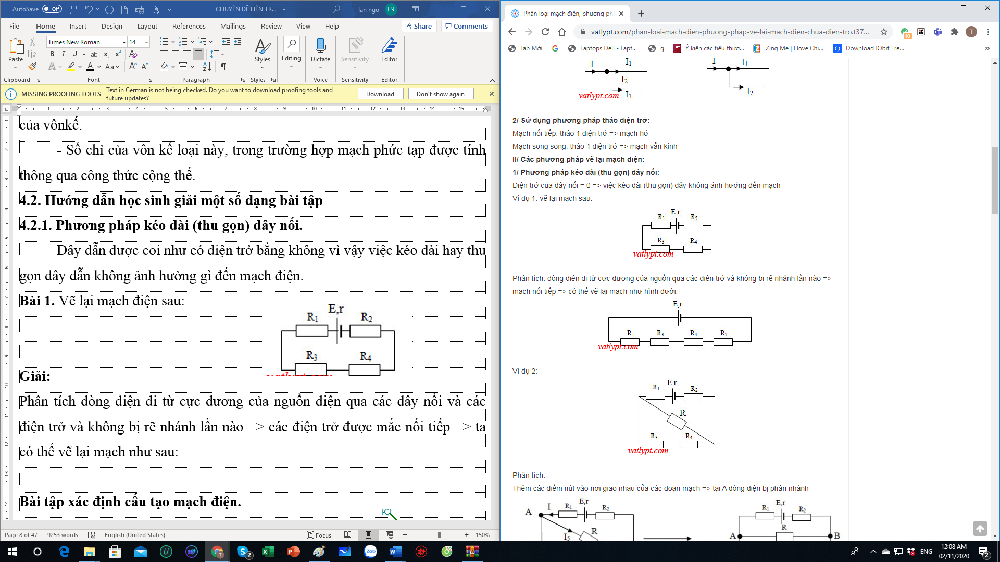 AutoSave Off CHUYÊN ĐỀ LIÊN TR... lan ngo LN
File Home Insert Design Layout References Mailings Review View Help Share Comments
Times New Roman 14
Paste Styles Editing Dictate Sensitivity Editor
Clipboard Font Paragraph Styles Voice Sensitivity Editor
MISSING PROOFING TOOLS Text in German is not being checked. Do you want to download proofing tools and future updates? Download Don't show again
1 2 3 4 5 6 7 8 9 10 11 12 13 14 15
của vônkế.
- Số chỉ của vôn kế loại này, trong trường hợp mạch phức tạp được tính
thông qua công thức cộng thế.
4.2. Hướng dẫn học sinh giải một số dạng bài tập
4.2.1. Phương pháp kéo dài (thu gọn) dây nối.
Dây dẫn được coi như có điện trở bằng không vì vậy việc kéo dài hay thu
gọn dây dẫn không ảnh hưởng gì đến mạch điện.
Bài 1. Vẽ lại mạch điện sau:
E,r
R1 R2
R3 R4
Giải:
Phân tích dòng điện đi từ cực dương của nguồn điện qua các dây nồi và các
điện trở và không bị rẽ nhánh lần nào => các điện trở được mắc nối tiếp => ta
có thể vẽ lại mạch như sau:
Bài tập xác định cấu tạo mạch điện.
K2
Page 8 of 47 9253 words English (United States) Focus 150%
Phân loại mạch điện, phương ph
vatlypt.com/phan-loai-mach-dien-phuong-phap-ve-lai-mach-dien-chua-dien-tro.t37...
Tab Mới Laptops Dell - Lapt... g Ý kiến các tiểu thươ... Zing Me | I love Chi... Download IObit Fre...
I I1 I2 I3
vatlypt.com
I I1 I2
2/ Sử dụng phương pháp tháo điện trở:
Mạch nối tiếp: tháo 1 điện trở => mạch hở
Mạch song song: tháo 1 điện trở => mạch vẫn kính
II/ Các phương pháp vẽ lại mạch điện:
1/ Phương pháp kéo dài (thu gọn) dây nối:
Điện trở của dây nối = 0 => việc kéo dài (thu gọn) dây không ảnh hưởng đến mạch
Ví dụ 1: vẽ lại mạch sau.
E,r
R1 R2
R3 R4
vatlypt.com
Phân tích: dòng điện đi từ cực dương của nguồn qua các điện trở và không bị rẽ nhánh lần nào =>
mạch nối tiếp => có thể vẽ lại mạch như hình dưới.
E,r
R1 R3 R4 R2
vatlypt.com
Ví dụ 2:
E,r
R1 R2
R
R3 R4
vatlypt.com
Phân tích:
Thêm các điểm nút vào nơi giao nhau của các đoạn mạch => tại A dòng điện bị phân nhánh
A I R1 E,r R2
I5 R
E,r
R1 R2
A R B
2 ENG 12:08 AM
02/11/2020 2